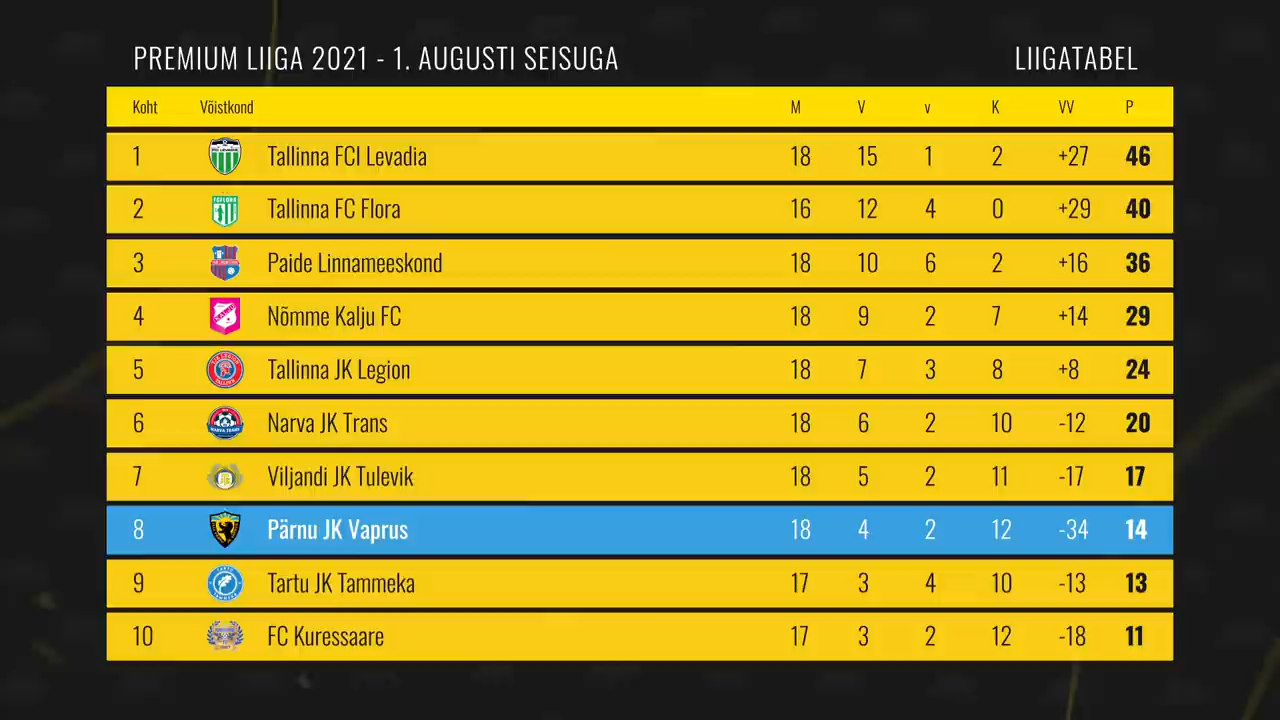 PREMIUM LIIGA 2021 - 1. AUGUSTI SEISUGA LIIGATABEL
Koht Võistkond M V v K VV P
1 Tallinna FCI Levadia 18 15 1 2 +27 46
2 Tallinna FC Flora 16 12 4 0 +29 40
3 Paide Linnameeskond 18 10 6 2 +16 36
4 Nõmme Kalju FC 18 9 2 7 +14 29
5 Tallinna JK Legion 18 7 3 8 +8 24
6 Narva JK Trans 18 6 2 10 -12 20
7 Viljandi JK Tulevik 18 5 2 11 -17 17
8 Pärnu JK Vaprus 18 4 2 12 -34 14
9 Tartu JK Tammeka 17 3 4 10 -13 13
10 FC Kuressaare 17 3 2 12 -18 11